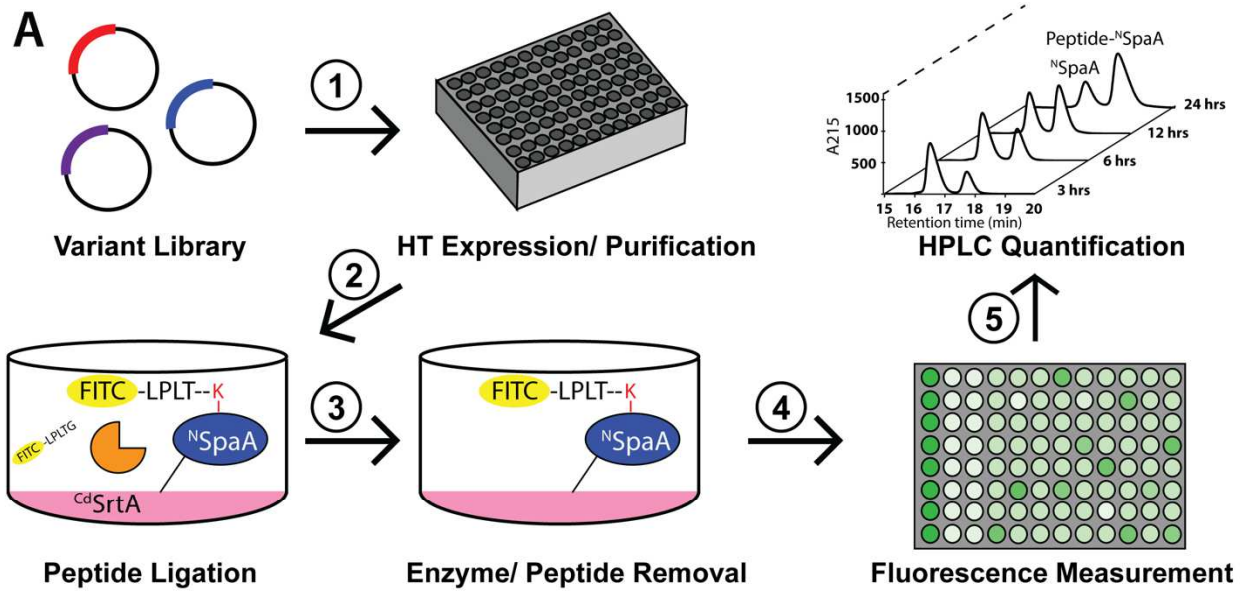 A
1
Variant Library
HT Expression/ Purification
Peptide-ᴺSpaA
ᴺSpaA
1500
1000
500
A215
24 hrs
12 hrs
6 hrs
3 hrs
15 16 17 18 19 20
Retention time (min)
HPLC Quantification
2
FITC-LPLT--K
FITC-LPLTG
ᴺSpaA
ᶜᵈSrtA
Peptide Ligation
3
FITC-LPLT--K
ᴺSpaA
Enzyme/ Peptide Removal
4
5
Fluorescence Measurement